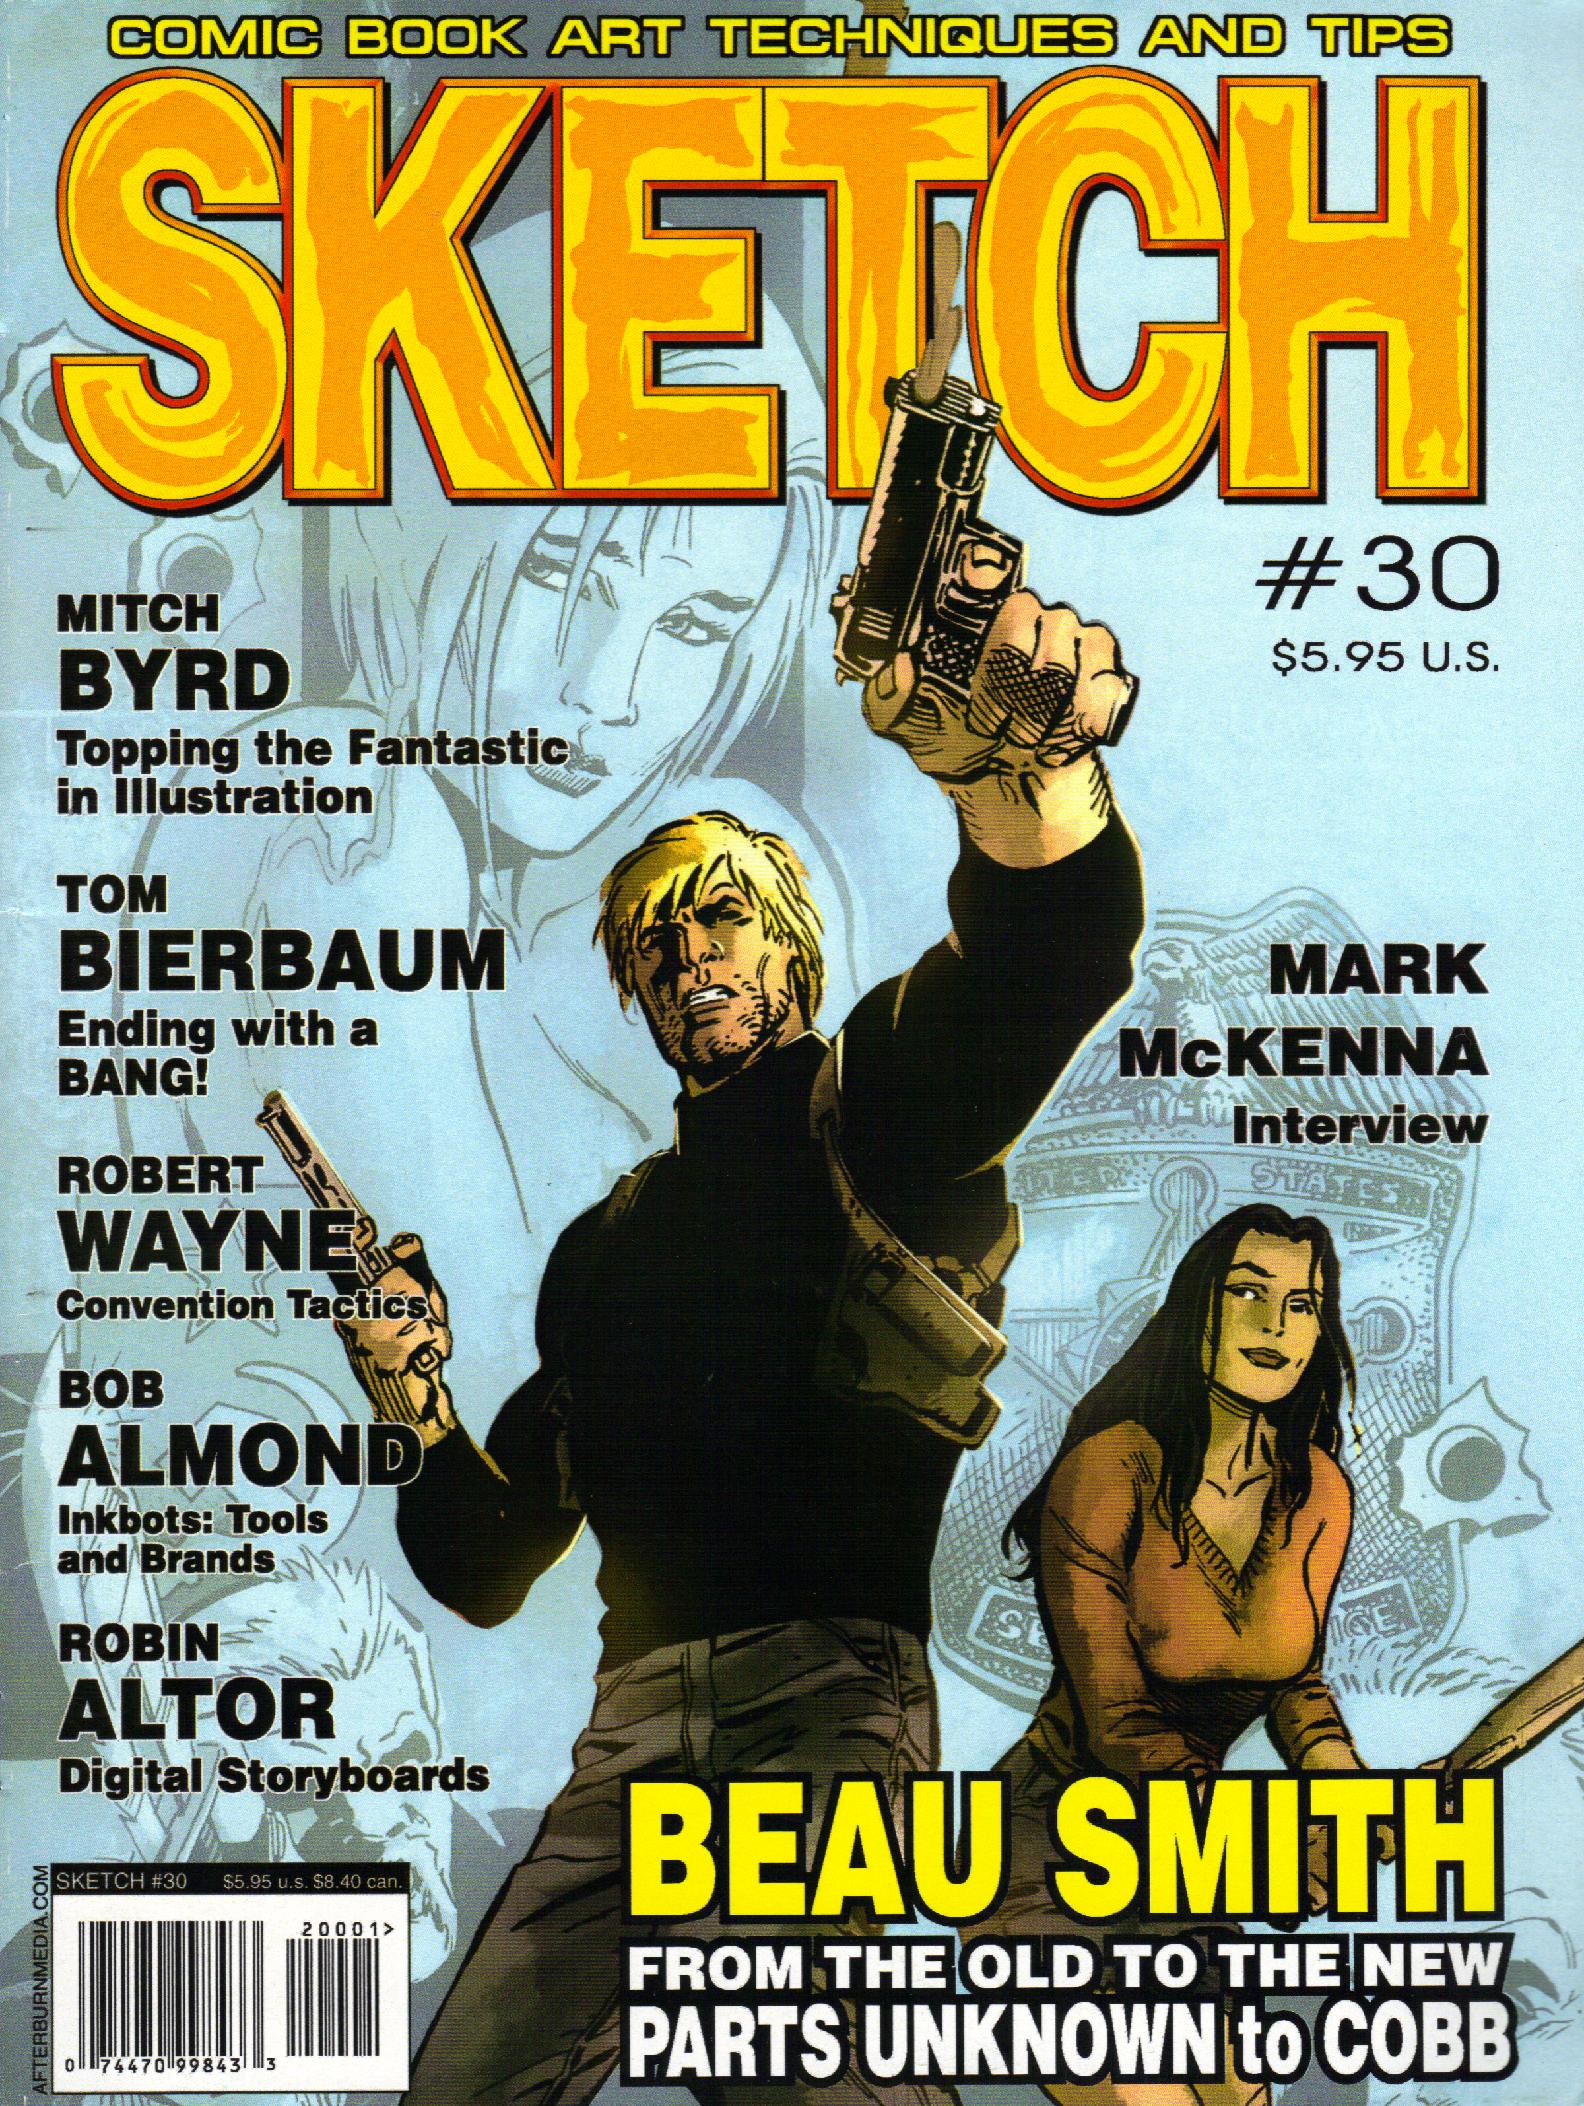 COMIC BOOK ART TECHNIQUES AND TIPS
SKETCH
#30
$5.95 U.S.
MITCH
BYRD
Topping the Fantastic
in Illustration
TOM
BIERBAUM
Ending with a
BANG!
ROBERT
WAYNE
Convention Tactics
BOB
ALMOND
Inkbots: Tools
and Brands
ROBIN
ALTOR
Digital Storyboards
MARK
McKENNA
Interview
STATES
BEAU SMITH
FROM THE OLD TO THE NEW
PARTS UNKNOWN to COBB
SKETCH #30 $5.95 u.s. $8.40 can.
20001>
0 74470 99843 3
AFTERBURNMEDIA.COM